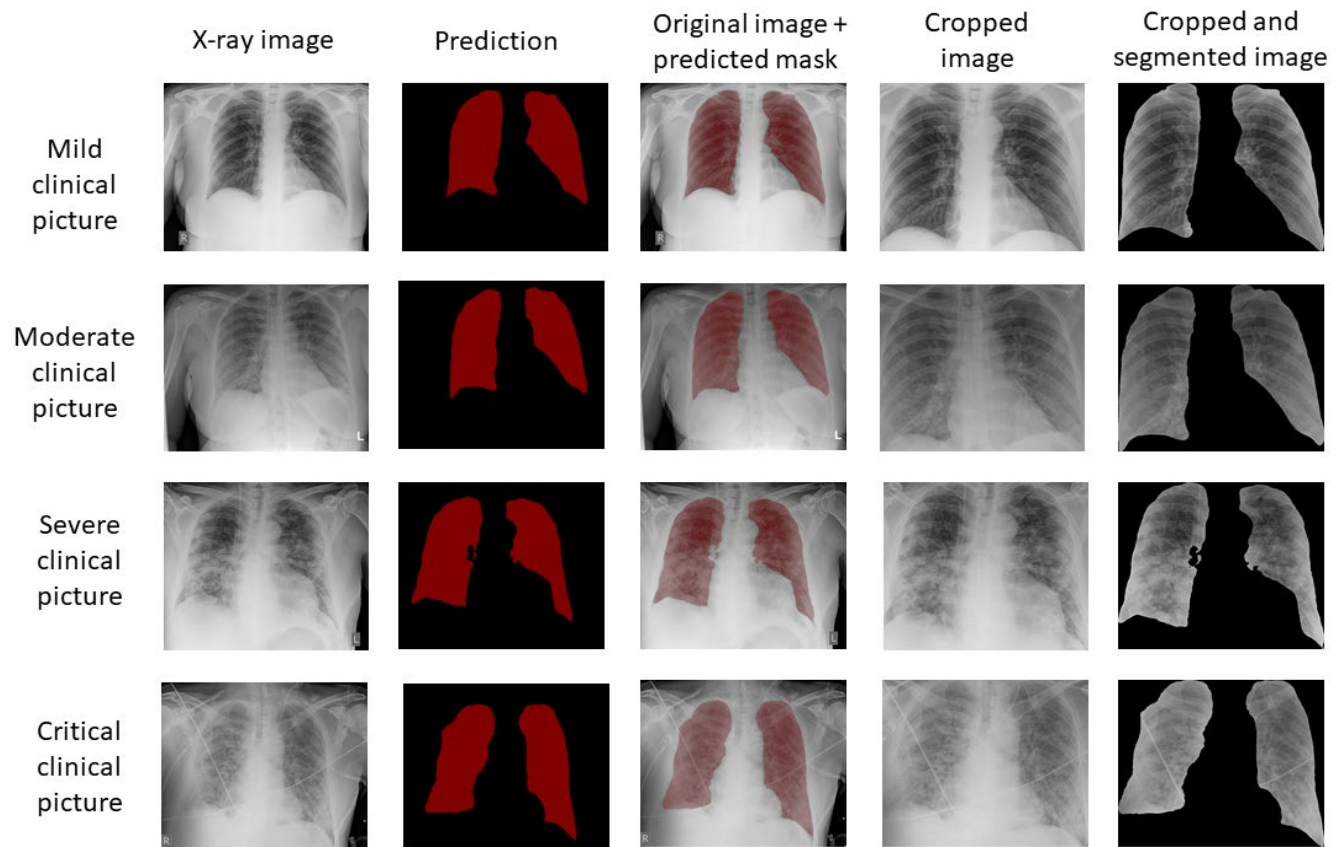 X-ray image
Prediction
Original image +
predicted mask
Cropped
image
Cropped and
segmented image
Mild
clinical
picture
R
R
Moderate
clinical
picture
L
L
Severe
clinical
picture
L
L
Critical
clinical
picture
R
R